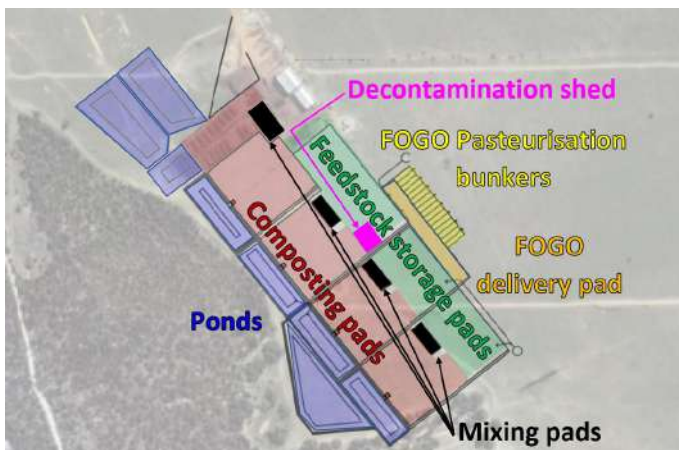 Decontamination shed
FOGO Pasteurisation
bunkers
Feedstock storage pads
FOGO
delivery pad
Composting pads
Ponds
Mixing pads